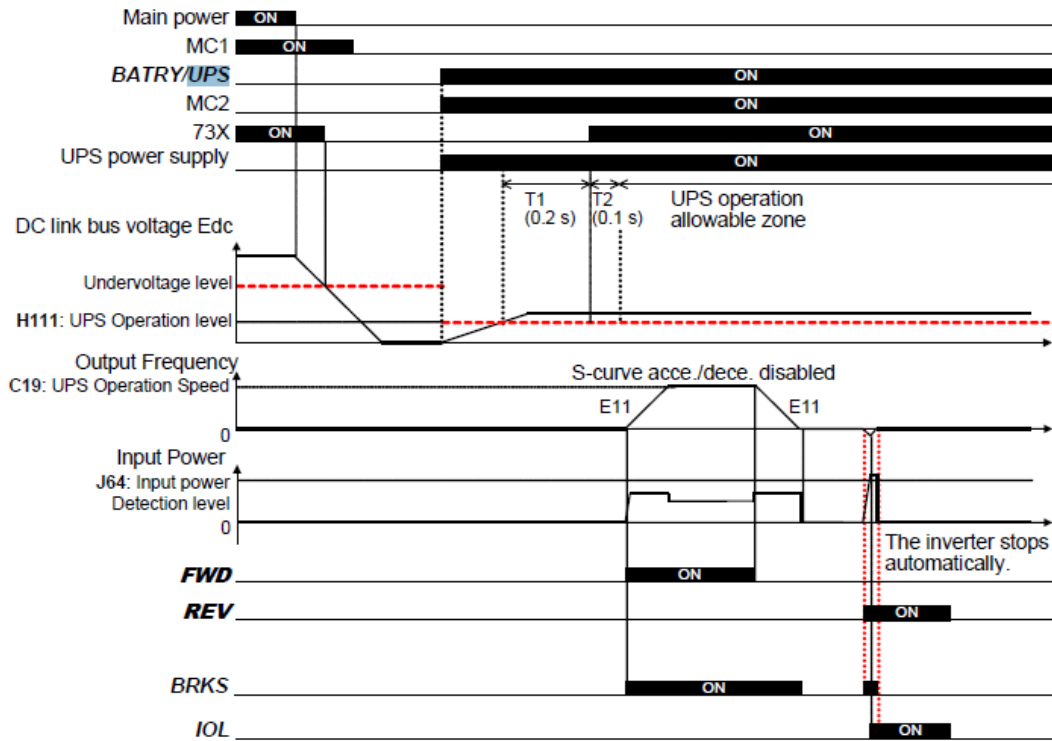 Main power ON
MC1 ON
BATRY/UPS ON
MC2 ON
73X ON ON
UPS power supply ON
T1 T2 UPS operation
(0.2 s) (0.1 s) allowable zone
DC link bus voltage Edc
Undervoltage level
H111: UPS Operation level
Output Frequency
C19: UPS Operation Speed S-curve acce./dece. disabled
E11 E11
0
Input Power
J64: Input power
Detection level
0
The inverter stops
automatically.
FWD ON
REV ON
BRKS ON
IOL ON